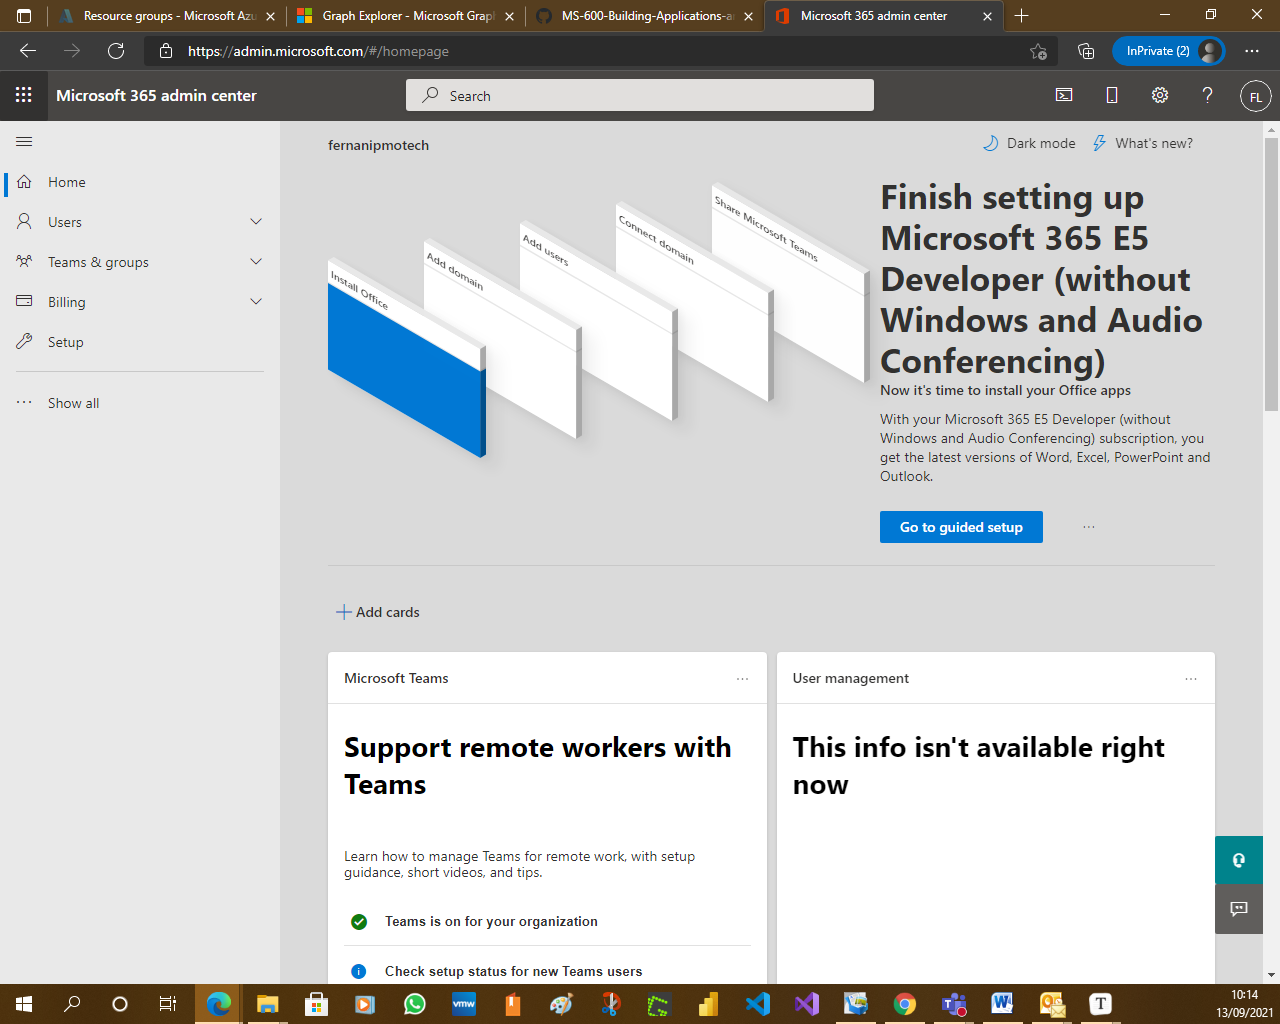 Resource groups - Microsoft Azu
Graph Explorer - Microsoft Grap
MS-600-Building-Applications-a
Microsoft 365 admin center
https://admin.microsoft.com/#/homepage
InPrivate (2)
Microsoft 365 admin center
Search
FL
fernanipmotech
Dark mode
What's new?
Home
Users
Teams & groups
Billing
Setup
Show all
Install Office
Add domain
Add users
Connect domain
Share Microsoft Teams
Finish setting up
Microsoft 365 E5
Developer (without
Windows and Audio
Conferencing)
Now it's time to install your Office apps
With your Microsoft 365 E5 Developer (without
Windows and Audio Conferencing) subscription, you
get the latest versions of Word, Excel, PowerPoint and
Outlook.
Go to guided setup
Add cards
Microsoft Teams
Support remote workers with
Teams
Learn how to manage Teams for remote work, with setup
guidance, short videos, and tips.
Teams is on for your organization
Check setup status for new Teams users
User management
This info isn't available right
now
vmw
10:14
13/09/2021